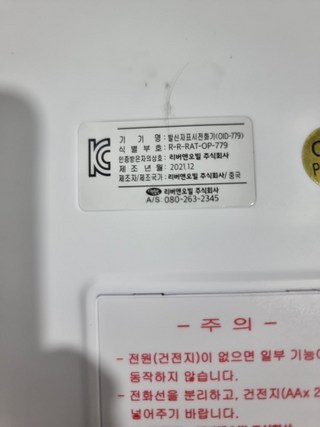 기 기 명 : 발신자표시전화기(OID-779)
식 별 부 호 : R-R-RAT-OP-779
인증받은자의상호 : 리버앤오빌 주식회사
제 조 년 월 : 2021.12
제조자/제조국가 : 리버앤오빌 주식회사/ 중국
리버앤오빌 주식회사
A/S: 080-263-2345
- 주 의 -
- 전원(건전지)이 없으면 일부 기능이
동작하지 않습니다.
- 전화선을 분리하고, 건전지(AAx 2
넣어주기 바랍니다.